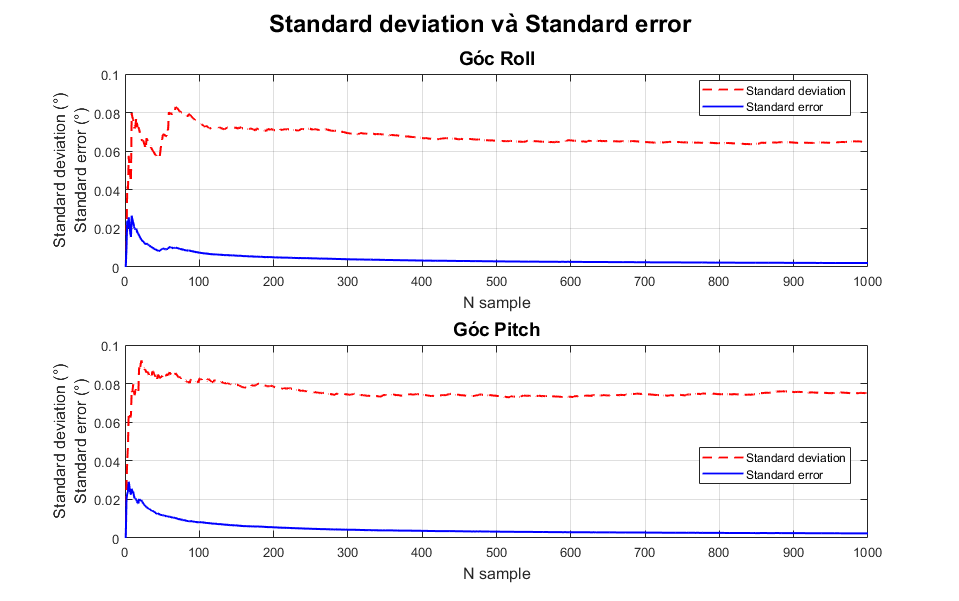 Standard deviation và Standard error
Góc Roll
Standard deviation (°)
Standard error (°)
0.1
0.08
0.06
0.04
0.02
0
Standard deviation
Standard error
0 100 200 300 400 500 600 700 800 900 1000
N sample
Góc Pitch
Standard deviation (°)
Standard error (°)
0.1
0.08
0.06
0.04
0.02
0
Standard deviation
Standard error
0 100 200 300 400 500 600 700 800 900 1000
N sample